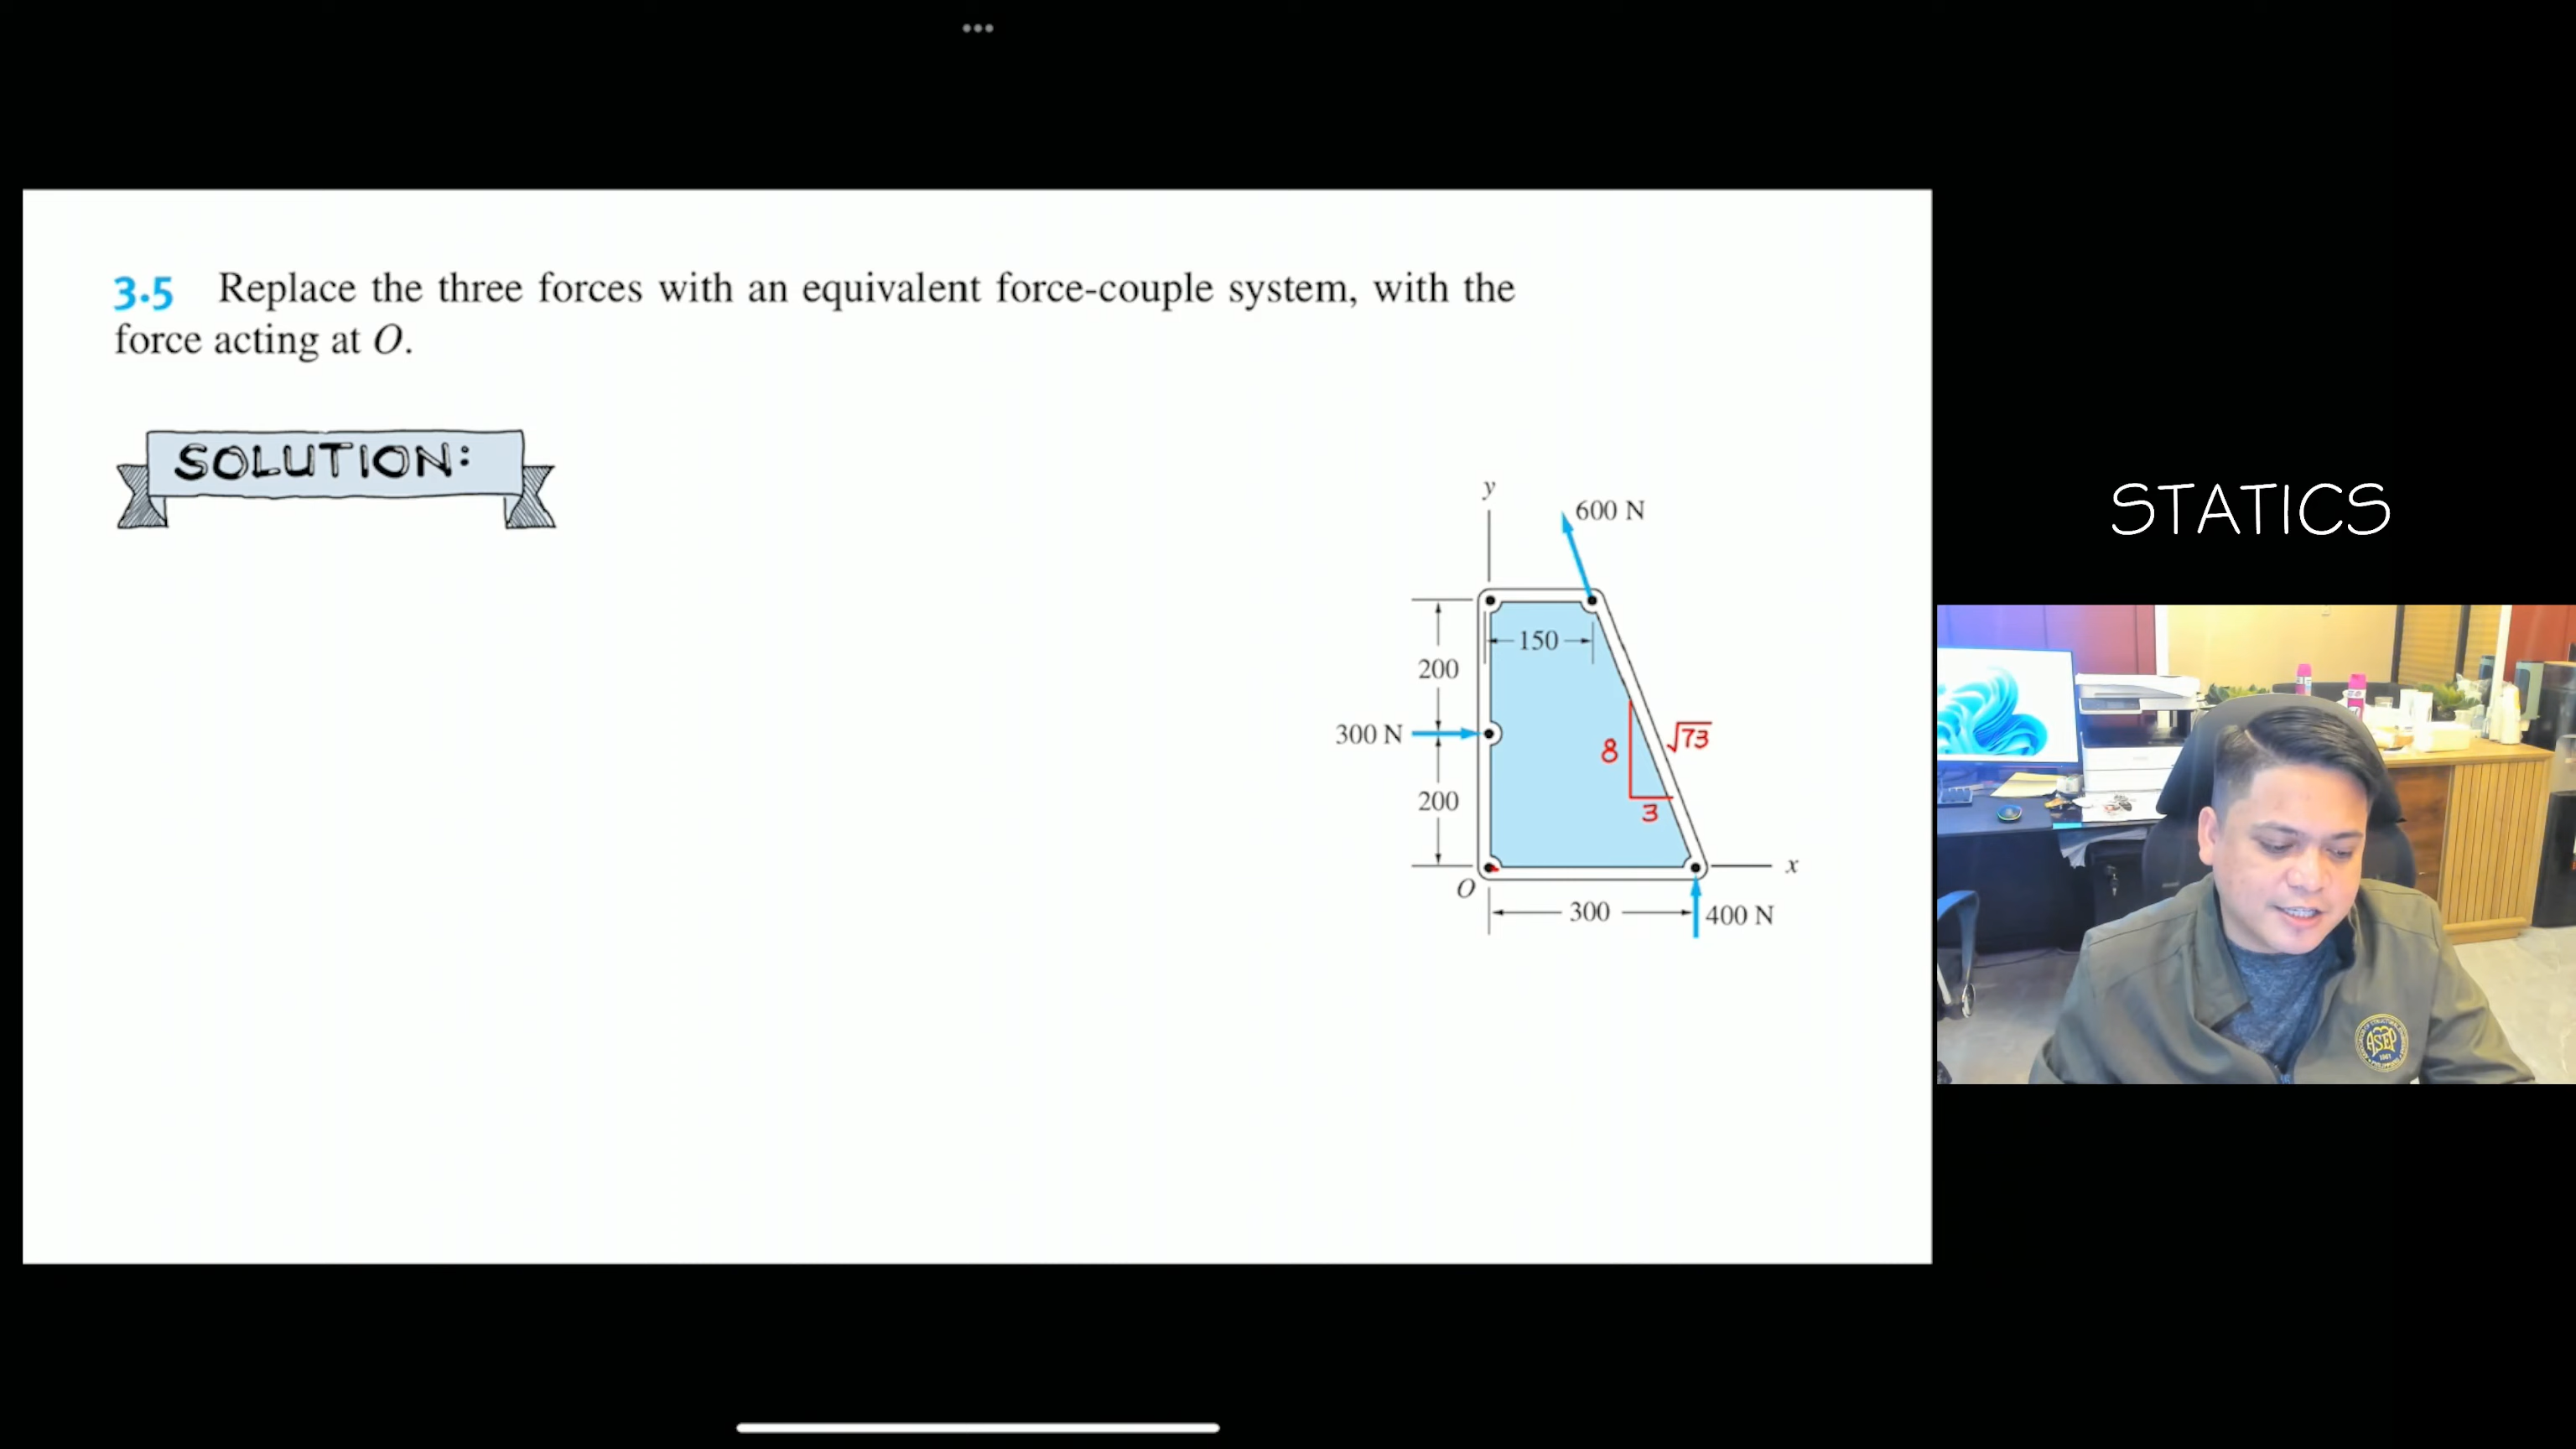 3.5 Replace the three forces with an equivalent force-couple system, with the
force acting at O.
SOLUTION:
y
600 N
150
200
300 N
8
√73
3
200
x
O
300
400 N
STATICS
ASEP